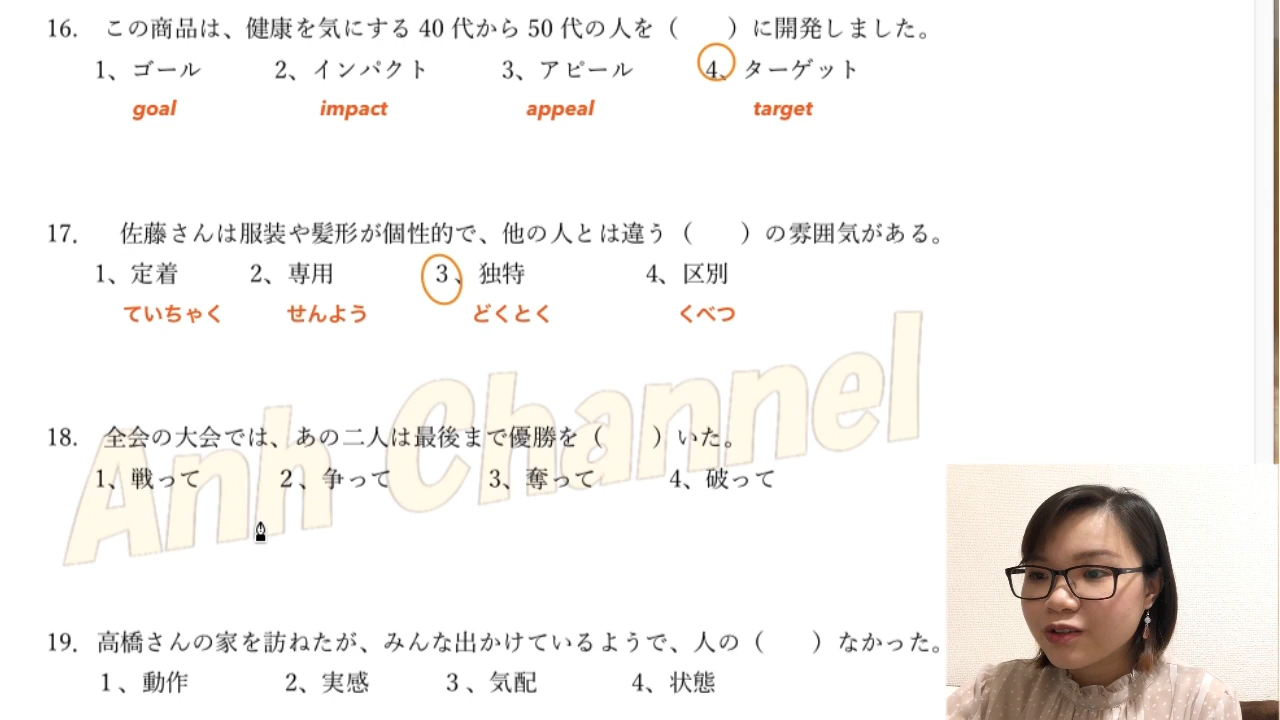 16. この商品は、健康を気にする 40 代から 50 代の人を（　　）に開発しました。
1、ゴール　2、インパクト　3、アピール　4、ターゲット
goal　impact　appeal　target
17. 佐藤さんは服装や髪形が個性的で、他の人とは違う（　　）の雰囲気がある。
1、定着　2、専用　3、独特　4、区別
ていちゃく　せんよう　どくとく　くべつ
Anh Channel
18. 全会の大会では、あの二人は最後まで優勝を（　　）いた。
1、戦って　2、争って　3、奪って　4、破って
19. 高橋さんの家を訪ねたが、みんな出かけているようで、人の（　　）なかった。
1、動作　2、実感　3、気配　4、状態